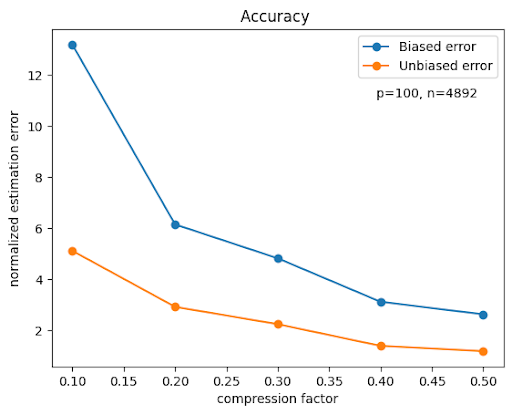 Accuracy
Biased error
Unbiased error
p=100, n=4892
normalized estimation error
12
10
8
6
4
2
0.10 0.15 0.20 0.25 0.30 0.35 0.40 0.45 0.50
compression factor